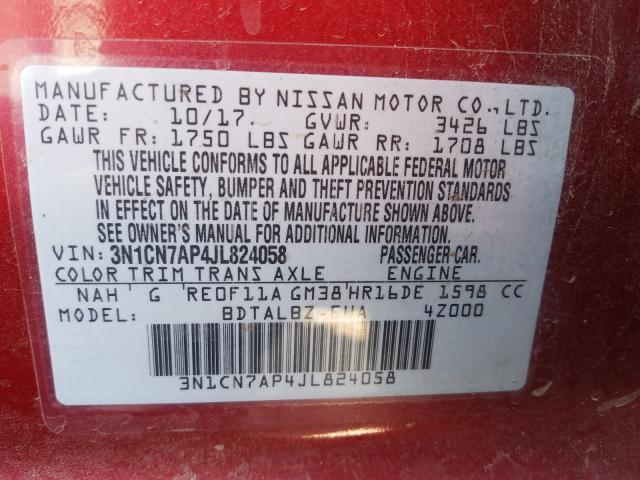 MANUFACTURED BY NISSAN MOTOR CO.,LTD.
DATE: 10/17. GVWR: 3426 LBS
GAWR FR: 1750 LBS GAWR RR: 1708 LBS
THIS VEHICLE CONFORMS TO ALL APPLICABLE FEDERAL MOTOR
VEHICLE SAFETY, BUMPER AND THEFT PREVENTION STANDARDS
IN EFFECT ON THE DATE OF MANUFACTURE SHOWN ABOVE.
SEE OWNER'S MANUAL FOR ADDITIONAL INFORMATION.
VIN: 3N1CN7AP4JL824058 PASSENGER CAR.
COLOR TRIM TRANS AXLE ENGINE
NAH G RE0F11A GM38 HR16DE 1598 CC
MODEL: BDTALBZ-EUA 4Z000
3N1CN7AP4JL824058